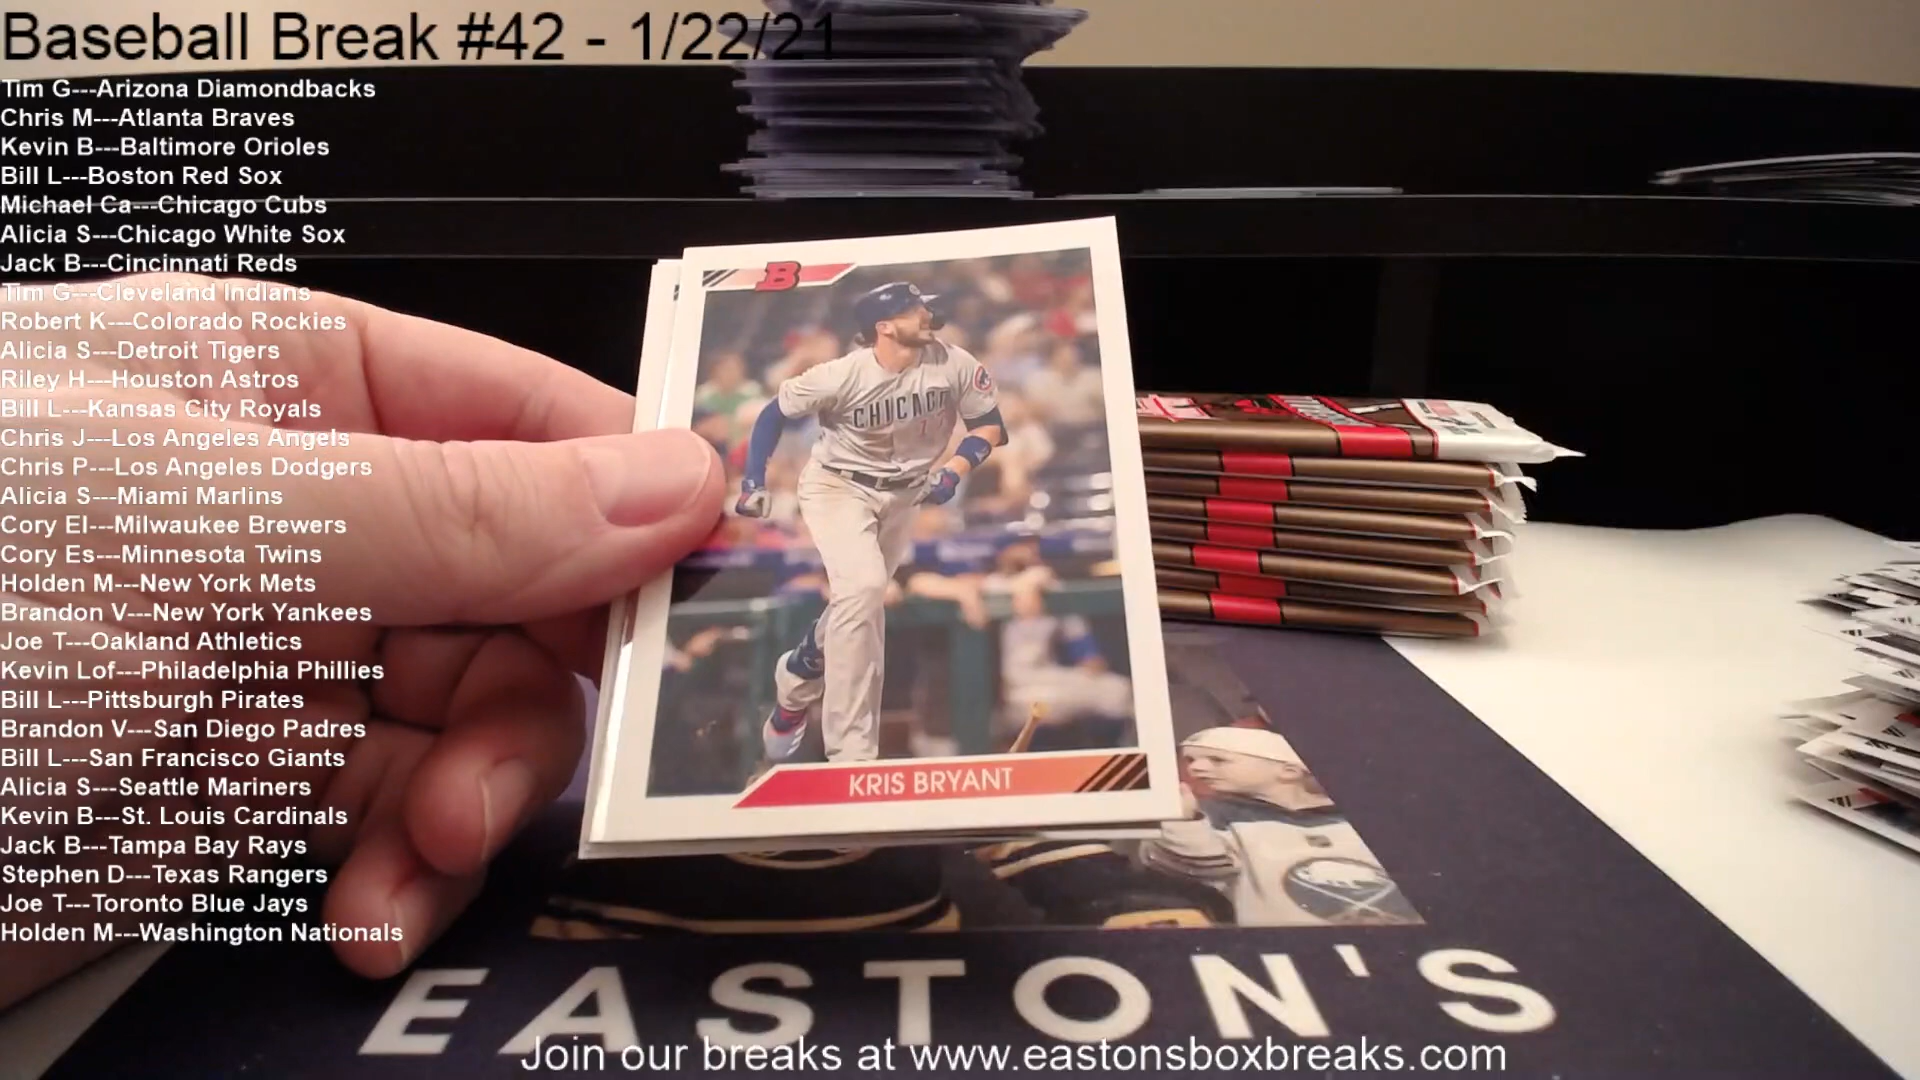 Baseball Break #42 - 1/22/21
Tim G---Arizona Diamondbacks
Chris M---Atlanta Braves
Kevin B---Baltimore Orioles
Bill L---Boston Red Sox
Michael Ca---Chicago Cubs
Alicia S---Chicago White Sox
Jack B---Cincinnati Reds
Tim G---Cleveland Indians
Robert K---Colorado Rockies
Alicia S---Detroit Tigers
Riley H---Houston Astros
Bill L---Kansas City Royals
Chris J---Los Angeles Angels
Chris P---Los Angeles Dodgers
Alicia S---Miami Marlins
Cory El---Milwaukee Brewers
Cory Es---Minnesota Twins
Holden M---New York Mets
Brandon V---New York Yankees
Joe T---Oakland Athletics
Kevin Lof---Philadelphia Phillies
Bill L---Pittsburgh Pirates
Brandon V---San Diego Padres
Bill L---San Francisco Giants
Alicia S---Seattle Mariners
Kevin B---St. Louis Cardinals
Jack B---Tampa Bay Rays
Stephen D---Texas Rangers
Joe T---Toronto Blue Jays
Holden M---Washington Nationals
B
CHICAGO
KRIS BRYANT
EASTON'S
Join our breaks at www.eastonsboxbreaks.com